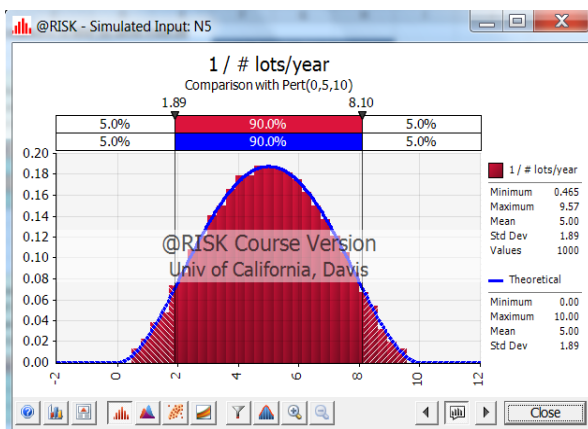 @RISK - Simulated Input: N5
1 / # lots/year
Comparison with Pert(0,5,10)
1.89 8.10
5.0% 90.0% 5.0%
5.0% 90.0% 5.0%
0.20
0.18
0.16
0.14
0.12
0.10
0.08
0.06
0.04
0.02
0.00
-2 0 2 4 6 8 10 12
@RISK Course Version
Univ of California, Davis
1 / # lots/year
Minimum 0.465
Maximum 9.57
Mean 5.00
Std Dev 1.89
Values 1000
Theoretical
Minimum 0.00
Maximum 10.00
Mean 5.00
Std Dev 1.89
Close